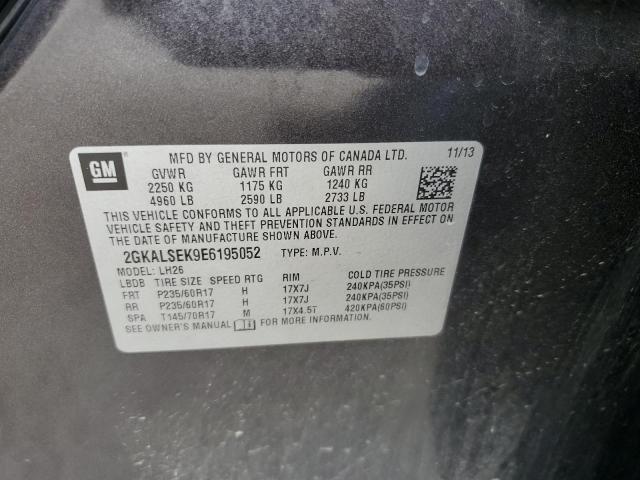 GM
MFD BY GENERAL MOTORS OF CANADA LTD. 11/13
GVWR GAWR FRT GAWR RR
2250 KG 1175 KG 1240 KG
4960 LB 2590 LB 2733 LB
THIS VEHICLE CONFORMS TO ALL APPLICABLE U.S. FEDERAL MOTOR
VEHICLE SAFETY AND THEFT PREVENTION STANDARDS IN EFFECT ON
THE DATE OF MANUFACTURE SHOWN ABOVE.
2GKALSEK9E6195052 TYPE: M.P.V.
MODEL: LH26
LBDB TIRE SIZE SPEED RTG RIM COLD TIRE PRESSURE
FRT P235/60R17 H 17X7J 240KPA(35PSI)
RR P235/60R17 H 17X7J 240KPA(35PSI)
SPA T145/70R17 M 17X4.5T 420KPA(60PSI)
SEE OWNER'S MANUAL FOR MORE INFORMATION.